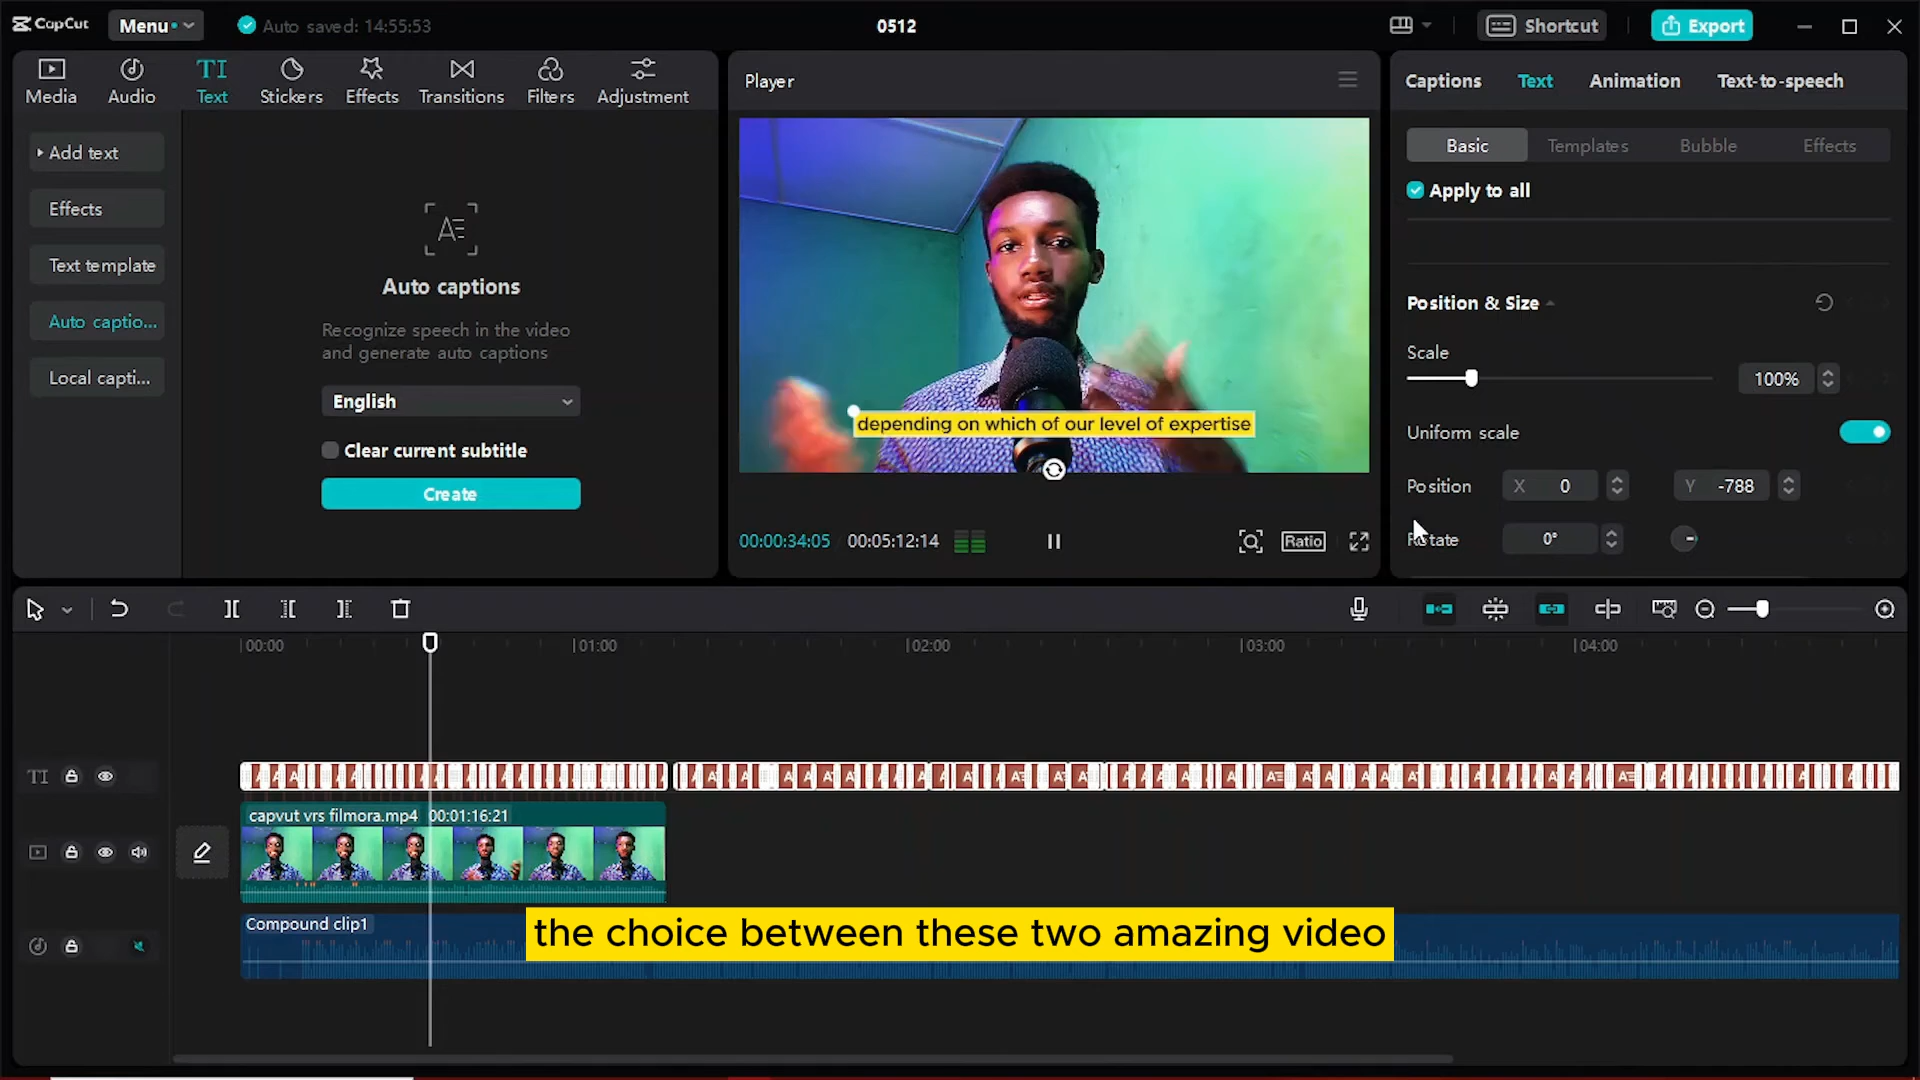 CapCut
Menu
Auto saved: 14:55:53
0512
Shortcut
Export
Media
Audio
TI
Text
Stickers
Effects
Transitions
Filters
Adjustment
Add text
Effects
Text template
Auto captio...
Local capti...
Auto captions
Recognize speech in the video
and generate auto captions
English
Clear current subtitle
Create
Player
depending on which of our level of expertise
00:00:34:05
00:05:12:14
Ratio
Captions
Text
Animation
Text-to-speech
Basic
Templates
Bubble
Effects
Apply to all
Position & Size
Scale
100%
Uniform scale
Position
X 0
Y -788
Rotate
0°
00:00
01:00
02:00
03:00
04:00
TI
capvut vrs filmora.mp4 00:01:16:21
Compound clip1
the choice between these two amazing video